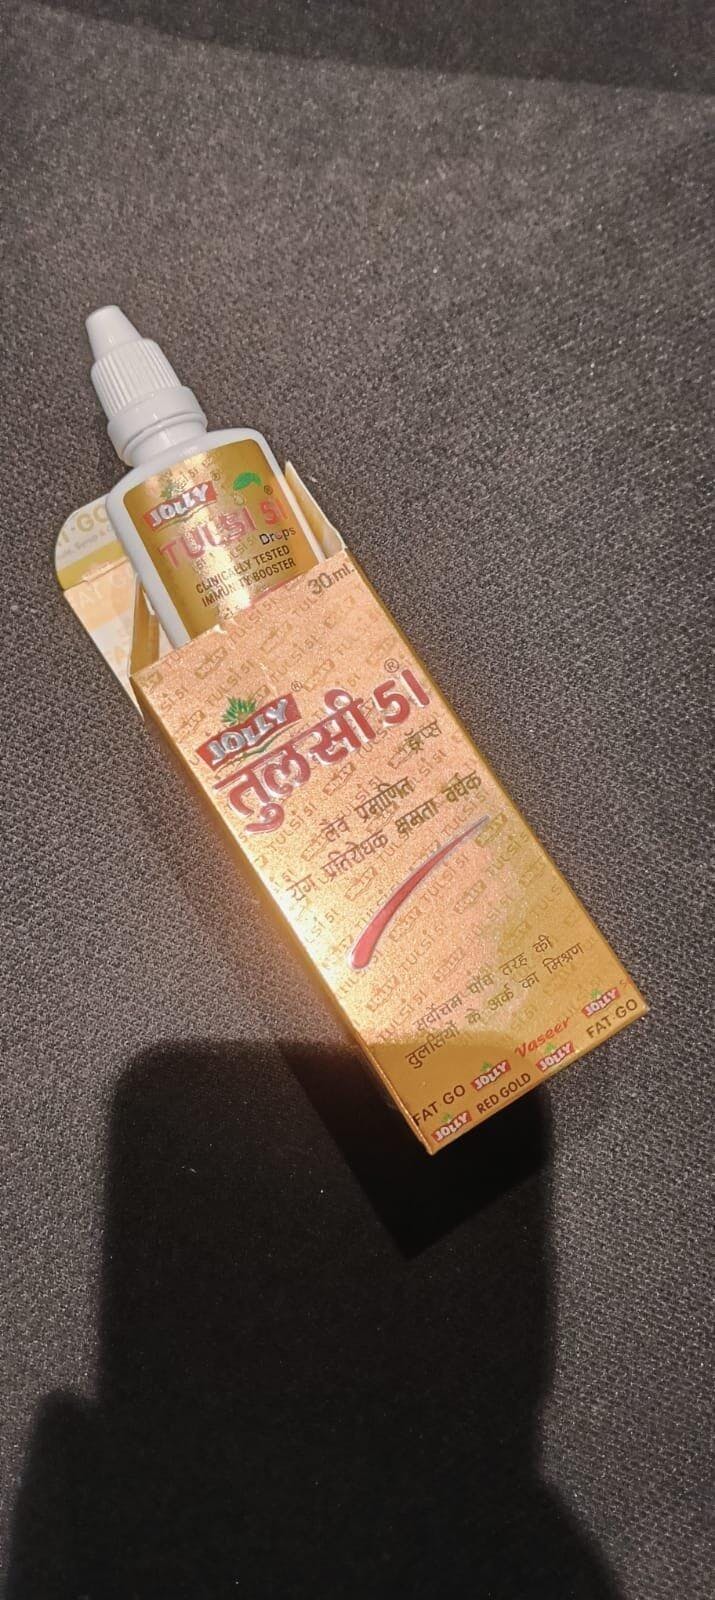 JOLLY®
TULSI 51®
Drops
CLINICALLY TESTED
IMMUNITY BOOSTER
30ml.
JOLLY®
तुलसी 51®
ड्रॉप्स
लैब प्रमाणित
रोग प्रतिरोधक क्षमता वर्धक
सर्वोत्तम पाँच तरह की
तुलसियों के अर्क का मिश्रण
FAT GO JOLLY Vaseer JOLLY
JOLLY RED GOLD JOLLY FAT GO